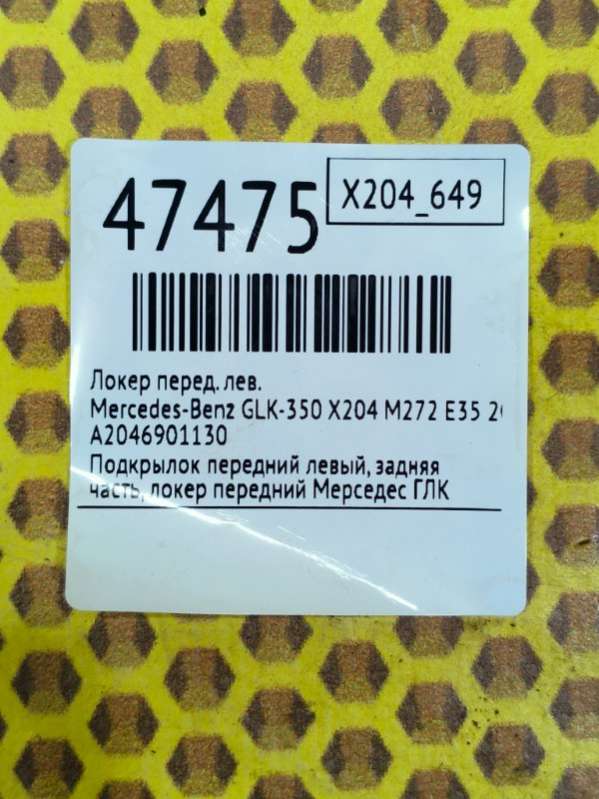 47475
X204_649
Локер перед. лев.
Mercedes-Benz GLK-350 X204 M272 E35
A2046901130
Подкрылок передний левый, задняя
часть, локер передний Мерседес ГЛК